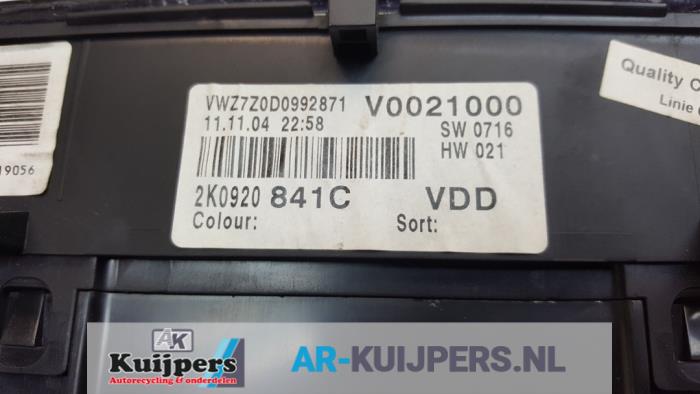 VWZ7Z0D0992871 V0021000
11.11.04 22:58 SW 0716
HW 021
2K0920 841C VDD
Colour: Sort:
19056
Quality C
Linie
AK
Kuijpers
Autorecycling & onderdelen
AR-KUIJPERS.NL